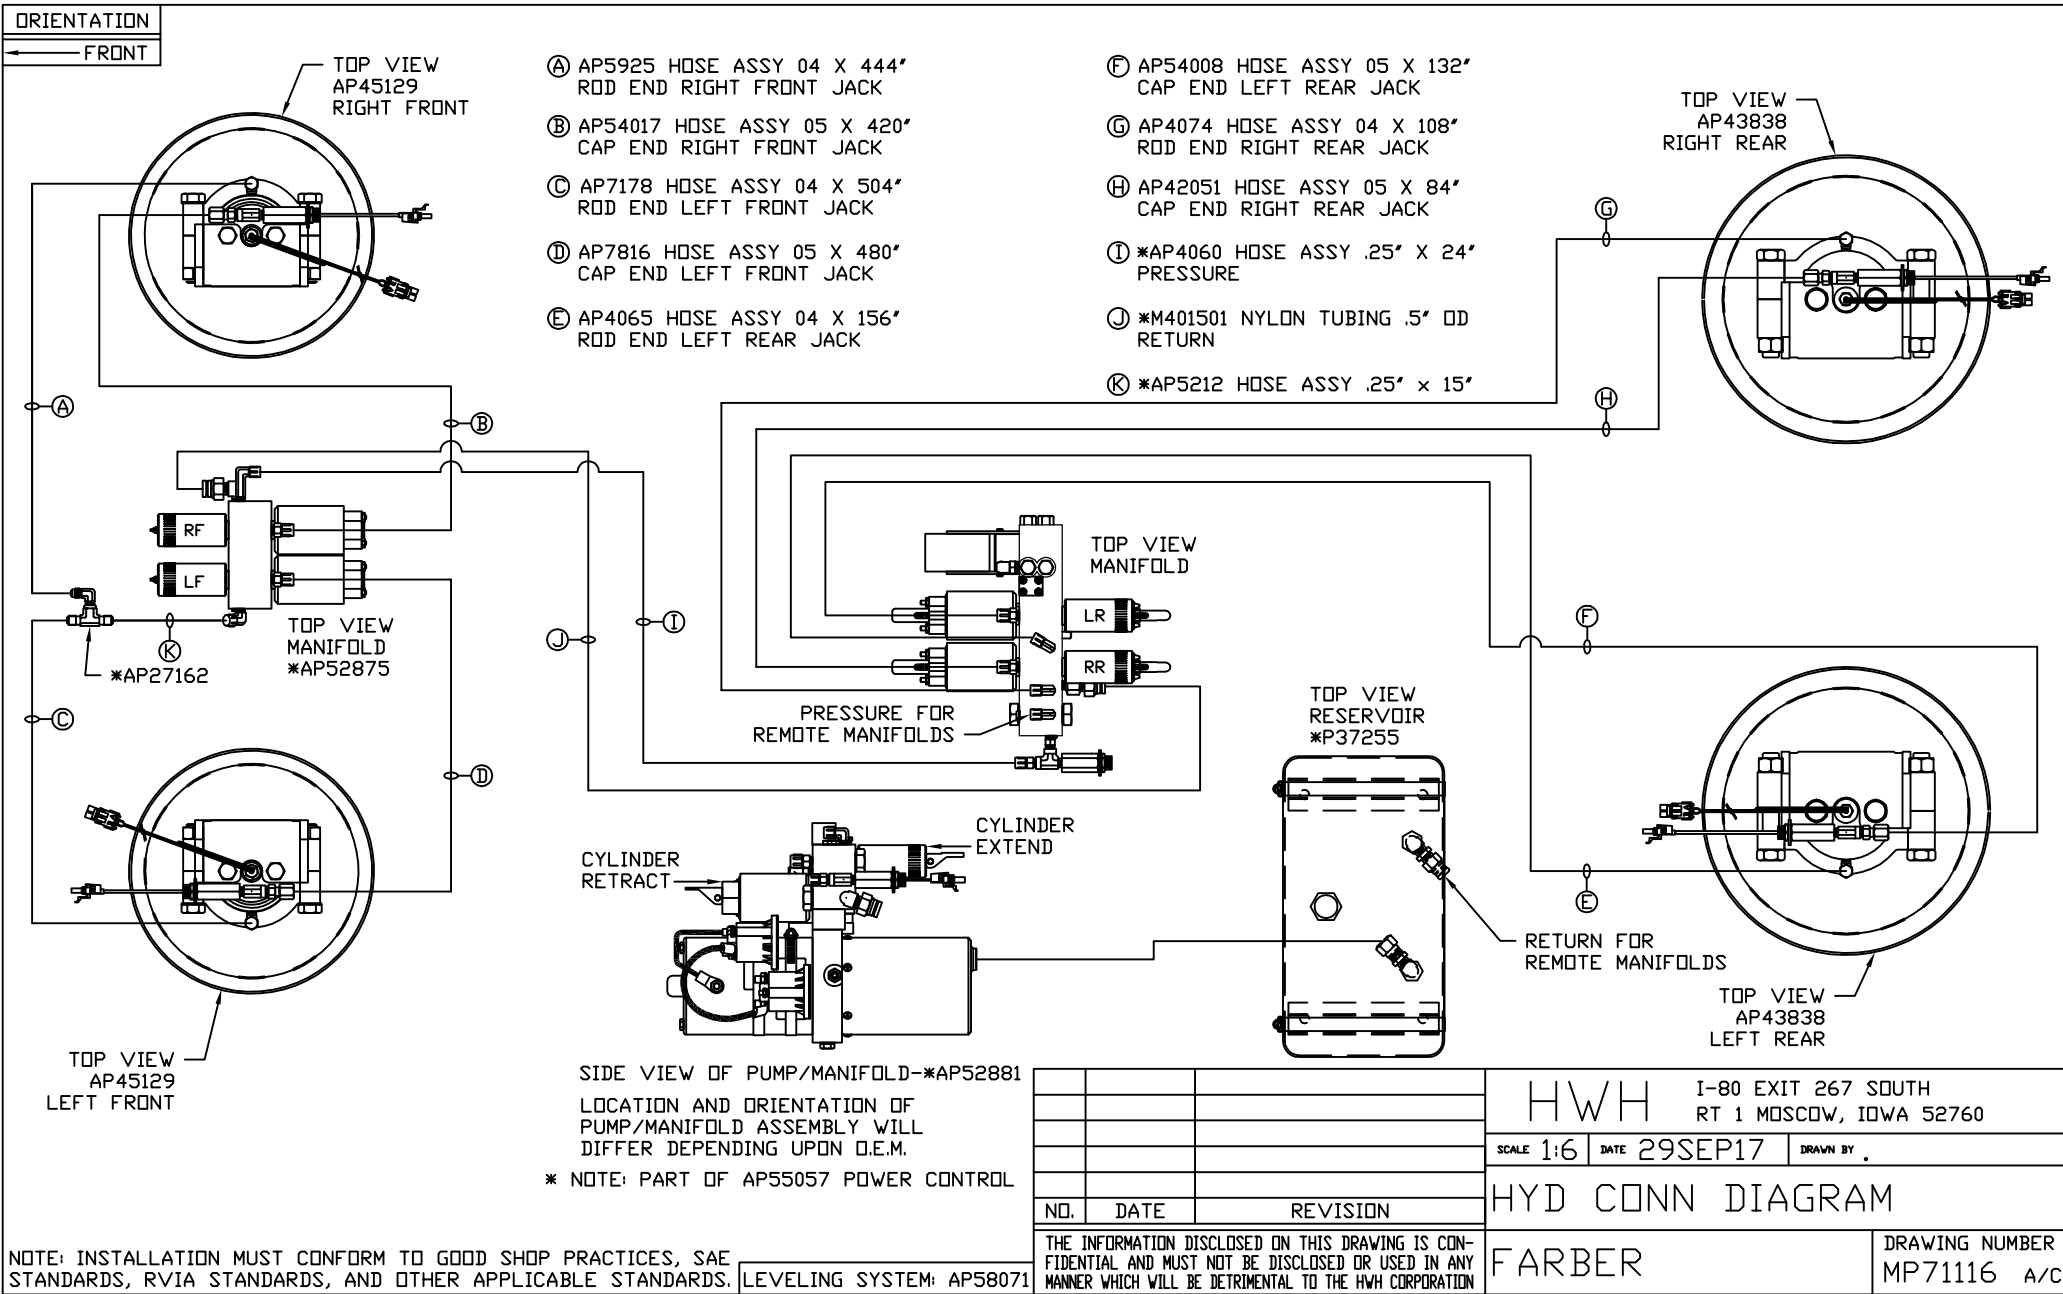 ORIENTATION
FRONT
TOP VIEW
AP45129
RIGHT FRONT
A AP5925 HOSE ASSY 04 X 444"
ROD END RIGHT FRONT JACK
B AP54017 HOSE ASSY 05 X 420"
CAP END RIGHT FRONT JACK
C AP7178 HOSE ASSY 04 X 504"
ROD END LEFT FRONT JACK
D AP7816 HOSE ASSY 05 X 480"
CAP END LEFT FRONT JACK
E AP4065 HOSE ASSY 04 X 156"
ROD END LEFT REAR JACK
F AP54008 HOSE ASSY 05 X 132"
CAP END LEFT REAR JACK
G AP4074 HOSE ASSY 04 X 108"
ROD END RIGHT REAR JACK
H AP42051 HOSE ASSY 05 X 84"
CAP END RIGHT REAR JACK
I *AP4060 HOSE ASSY .25" X 24"
PRESSURE
J *M401501 NYLON TUBING .5" OD
RETURN
K *AP5212 HOSE ASSY .25" x 15"
TOP VIEW
AP43838
RIGHT REAR
G
H
A
B
RF
LF
TOP VIEW
MANIFOLD
*AP52875
K
*AP27162
C
D
J
I
TOP VIEW
MANIFOLD
LR
RR
PRESSURE FOR
REMOTE MANIFOLDS
F
E
TOP VIEW
RESERVOIR
*P37255
CYLINDER
EXTEND
CYLINDER
RETRACT
RETURN FOR
REMOTE MANIFOLDS
TOP VIEW
AP43838
LEFT REAR
TOP VIEW
AP45129
LEFT FRONT
SIDE VIEW OF PUMP/MANIFOLD-*AP52881
LOCATION AND ORIENTATION OF
PUMP/MANIFOLD ASSEMBLY WILL
DIFFER DEPENDING UPON O.E.M.
* NOTE: PART OF AP55057 POWER CONTROL
NOTE: INSTALLATION MUST CONFORM TO GOOD SHOP PRACTICES, SAE
STANDARDS, RVIA STANDARDS, AND OTHER APPLICABLE STANDARDS.
LEVELING SYSTEM: AP58071
NO. DATE REVISION
THE INFORMATION DISCLOSED ON THIS DRAWING IS CON-
FIDENTIAL AND MUST NOT BE DISCLOSED OR USED IN ANY
MANNER WHICH WILL BE DETRIMENTAL TO THE HWH CORPORATION
HWH
I-80 EXIT 267 SOUTH
RT 1 MOSCOW, IOWA 52760
SCALE 1:6 DATE 29SEP17 DRAWN BY .
HYD CONN DIAGRAM
FARBER
DRAWING NUMBER
MP71116 A/C